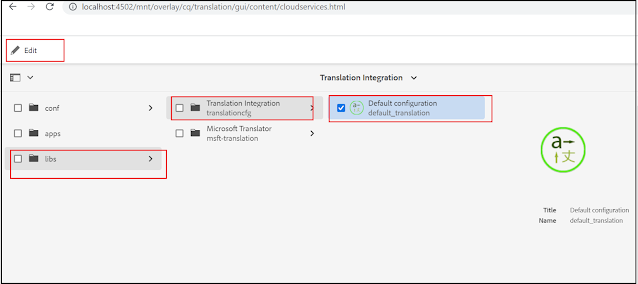 localhost:4502/mnt/overlay/cq/translation/gui/content/cloudservices.html
Edit
Translation Integration
conf
apps
libs
Translation Integration
translationcfg
Microsoft Translator
msft-translation
Default configuration
default_translation
a
文
Title Default configuration
Name default_translation